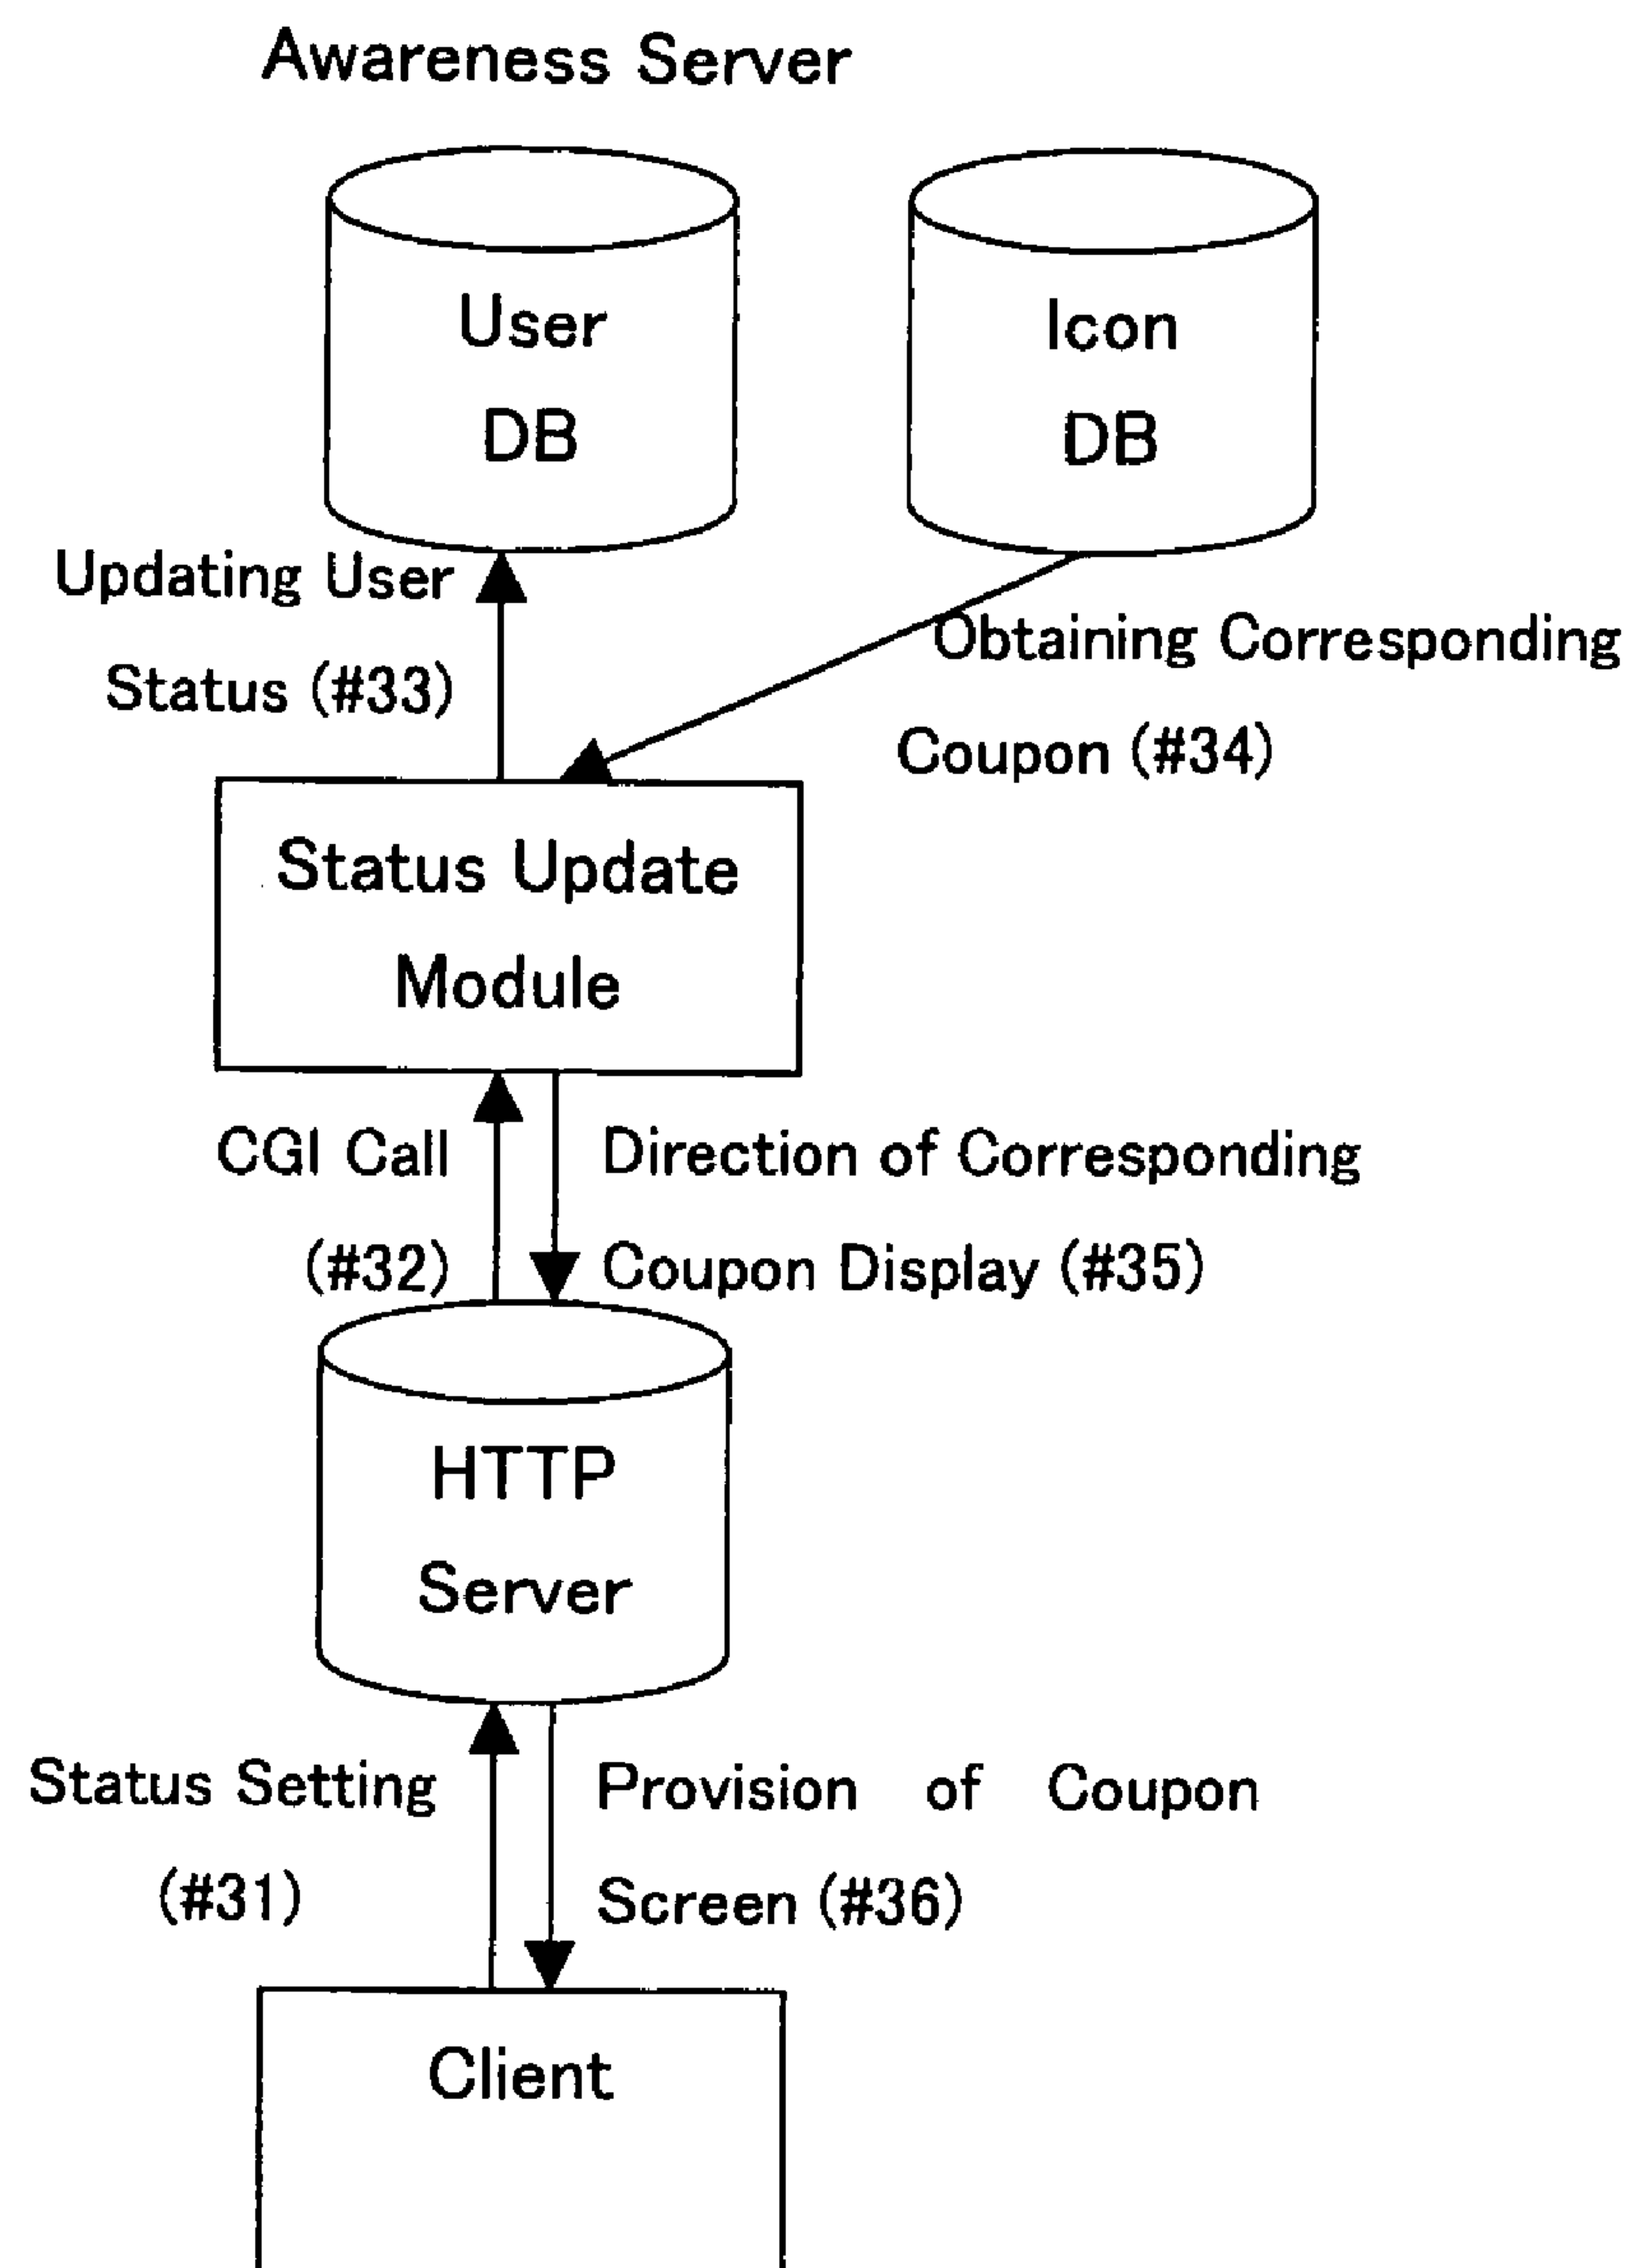 Awareness Server
User
DB
Icon
DB
Updating User
Status (#33)
Obtaining Corresponding
Coupon (#34)
Status Update
Module
CGI Call
(#32)
Direction of Corresponding
Coupon Display (#35)
HTTP
Server
Status Setting
(#31)
Provision of Coupon
Screen (#36)
Client